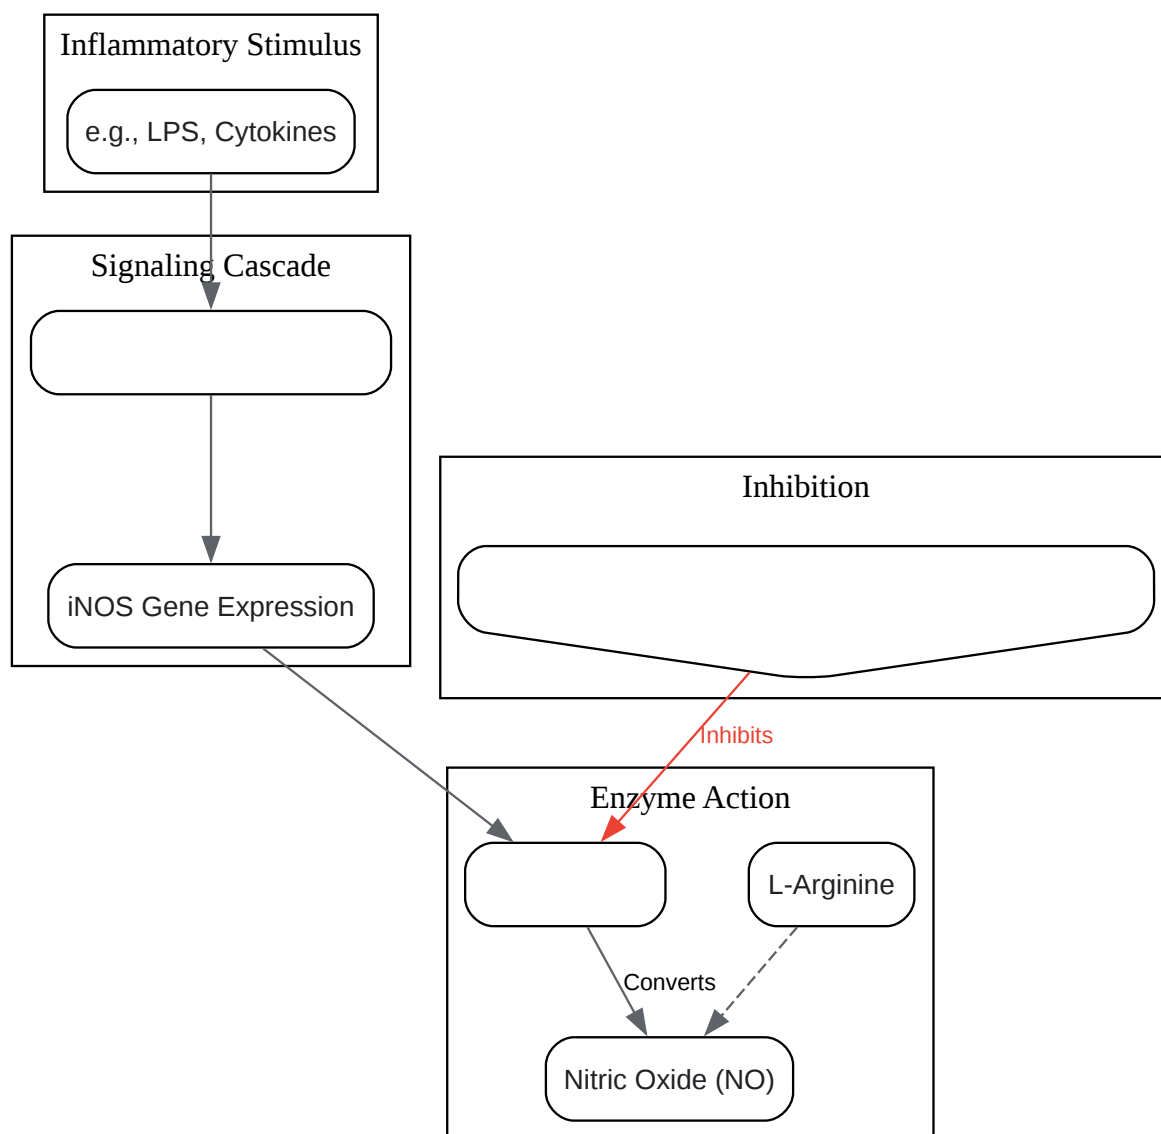 Inflammatory Stimulus
e.g., LPS, Cytokines
Signaling Cascade
iNOS Gene Expression
Inhibition
Inhibits
Enzyme Action
L-Arginine
Converts
Nitric Oxide (NO)